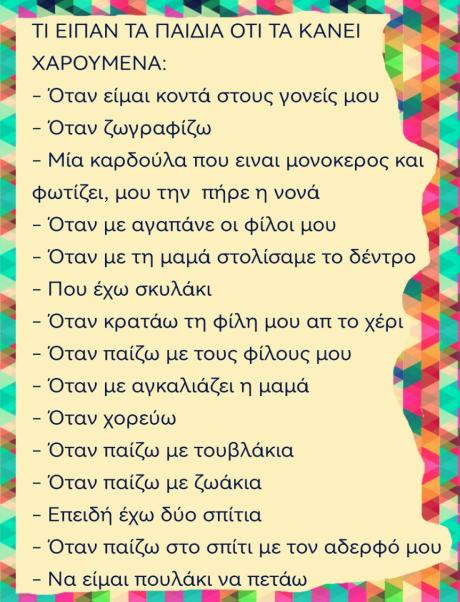 ΤΙ ΕΙΠΑΝ ΤΑ ΠΑΙΔΙΑ ΟΤΙ ΤΑ ΚΑΝΕΙ
ΧΑΡΟΥΜΕΝΑ:
– Όταν είμαι κοντά στους γονείς μου
– Όταν ζωγραφίζω
– Μία καρδούλα που ειναι μονοκερος και
φωτίζει, μου την πήρε η νονά
– Όταν με αγαπάνε οι φίλοι μου
– Όταν με τη μαμά στολίσαμε το δέντρο
– Που έχω σκυλάκι
– Όταν κρατάω τη φίλη μου απ το χέρι
– Όταν παίζω με τους φίλους μου
– Όταν με αγκαλιάζει η μαμά
– Όταν χορεύω
– Όταν παίζω με τουβλάκια
– Όταν παίζω με ζωάκια
– Επειδή έχω δύο σπίτια
– Όταν παίζω στο σπίτι με τον αδερφό μου
– Να είμαι πουλάκι να πετάω